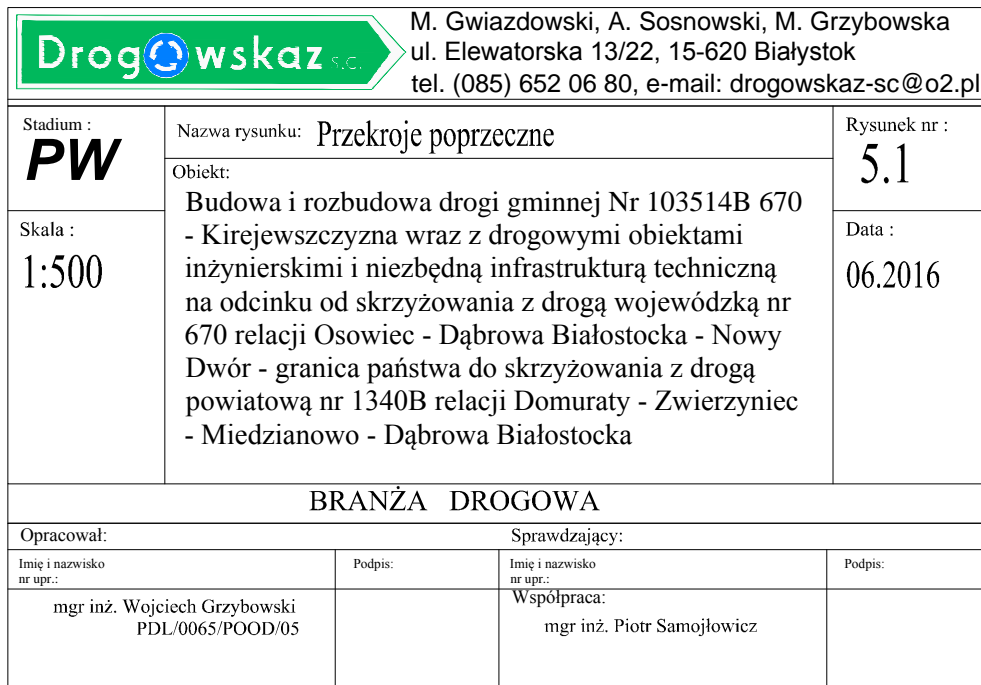 Drogowskaz s.c.
M. Gwiazdowski, A. Sosnowski, M. Grzybowska
ul. Elewatorska 13/22, 15-620 Białystok
tel. (085) 652 06 80, e-mail: drogowskaz-sc@o2.pl
Stadium :
PW
Nazwa rysunku: Przekroje poprzeczne
Rysunek nr :
5.1
Skala :
1:500
Obiekt:
Budowa i rozbudowa drogi gminnej Nr 103514B 670
- Kirejewszczyzna wraz z drogowymi obiektami
inżynierskimi i niezbędną infrastrukturą techniczną
na odcinku od skrzyżowania z drogą wojewódzką nr
670 relacji Osowiec - Dąbrowa Białostocka - Nowy
Dwór - granica państwa do skrzyżowania z drogą
powiatową nr 1340B relacji Domuraty - Zwierzyniec
- Miedzianowo - Dąbrowa Białostocka
Data :
06.2016
BRANŻA DROGOWA
Opracował:
Sprawdzający:
Imię i nazwisko
nr upr.:
Podpis:
Imię i nazwisko
nr upr.:
Podpis:
mgr inż. Wojciech Grzybowski
PDL/0065/POOD/05
Współpraca:
mgr inż. Piotr Samojłowicz